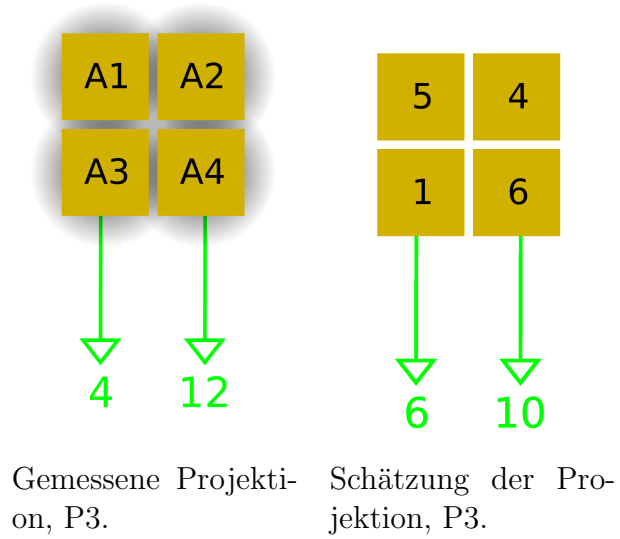 A1 A2
A3 A4
4 12
Gemessene Projekti-
on, P3.
5 4
1 6
6 10
Schätzung der Pro-
jektion, P3.